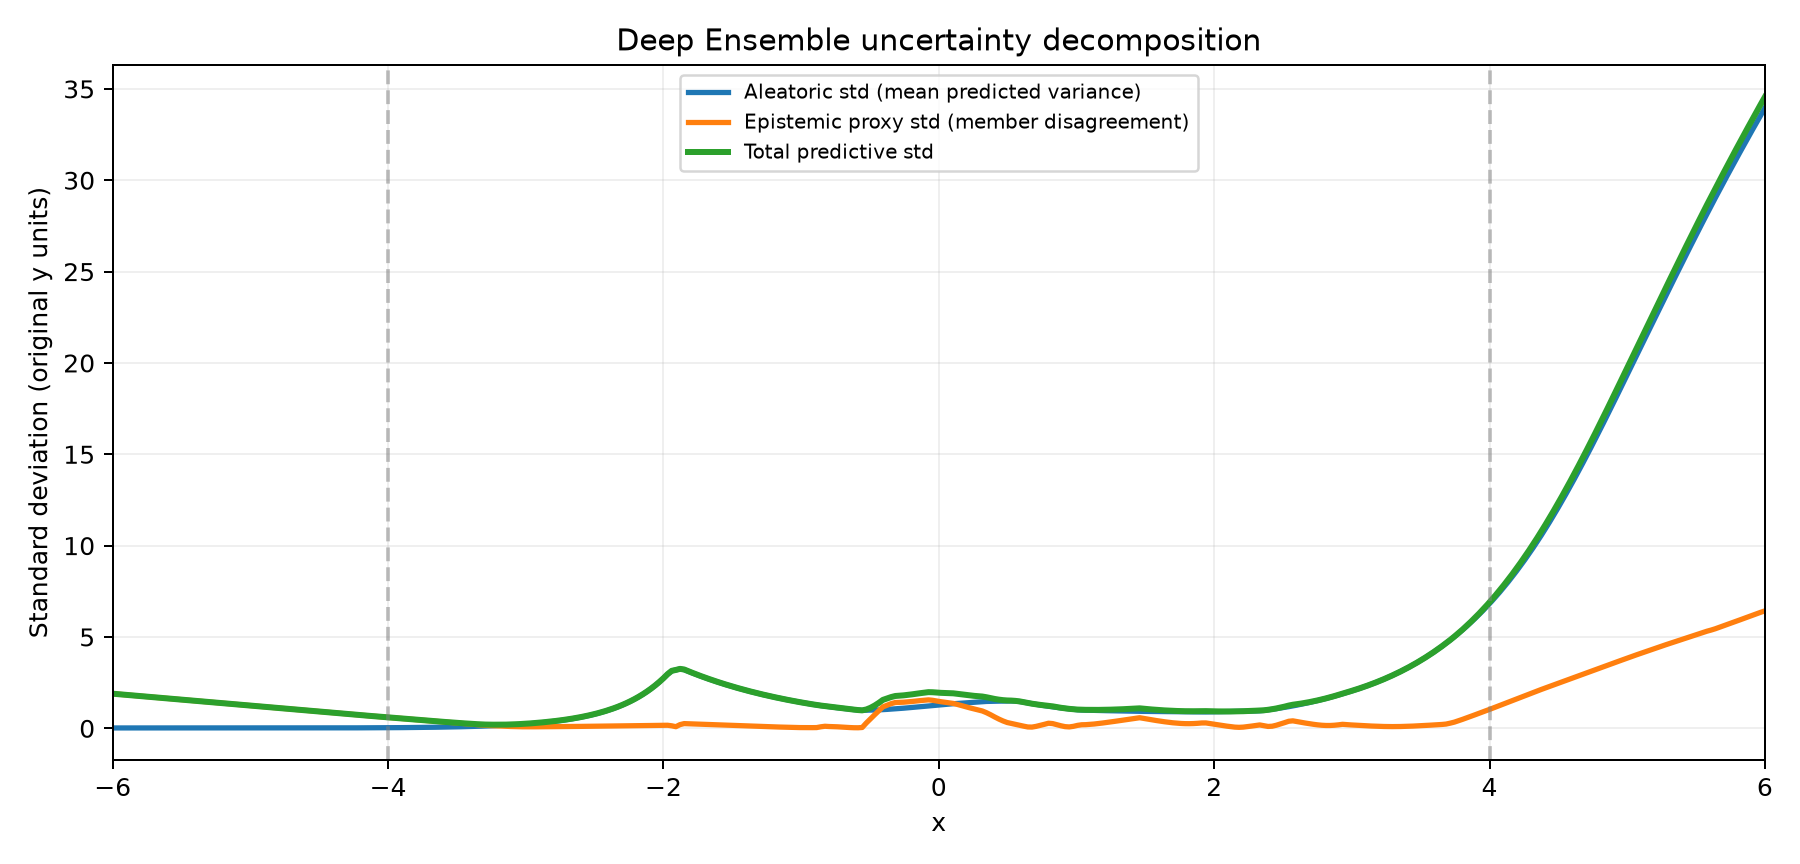 Deep Ensemble uncertainty decomposition
Aleatoric std (mean predicted variance)
Epistemic proxy std (member disagreement)
Total predictive std
Standard deviation (original y units)
35
30
25
20
15
10
5
0
−6 −4 −2 0 2 4 6
x